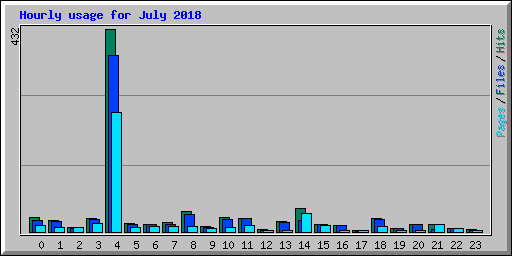 Hourly usage for July 2018
432
Pages/Files/Hits
0 1 2 3 4 5 6 7 8 9 10 11 12 13 14 15 16 17 18 19 20 21 22 23